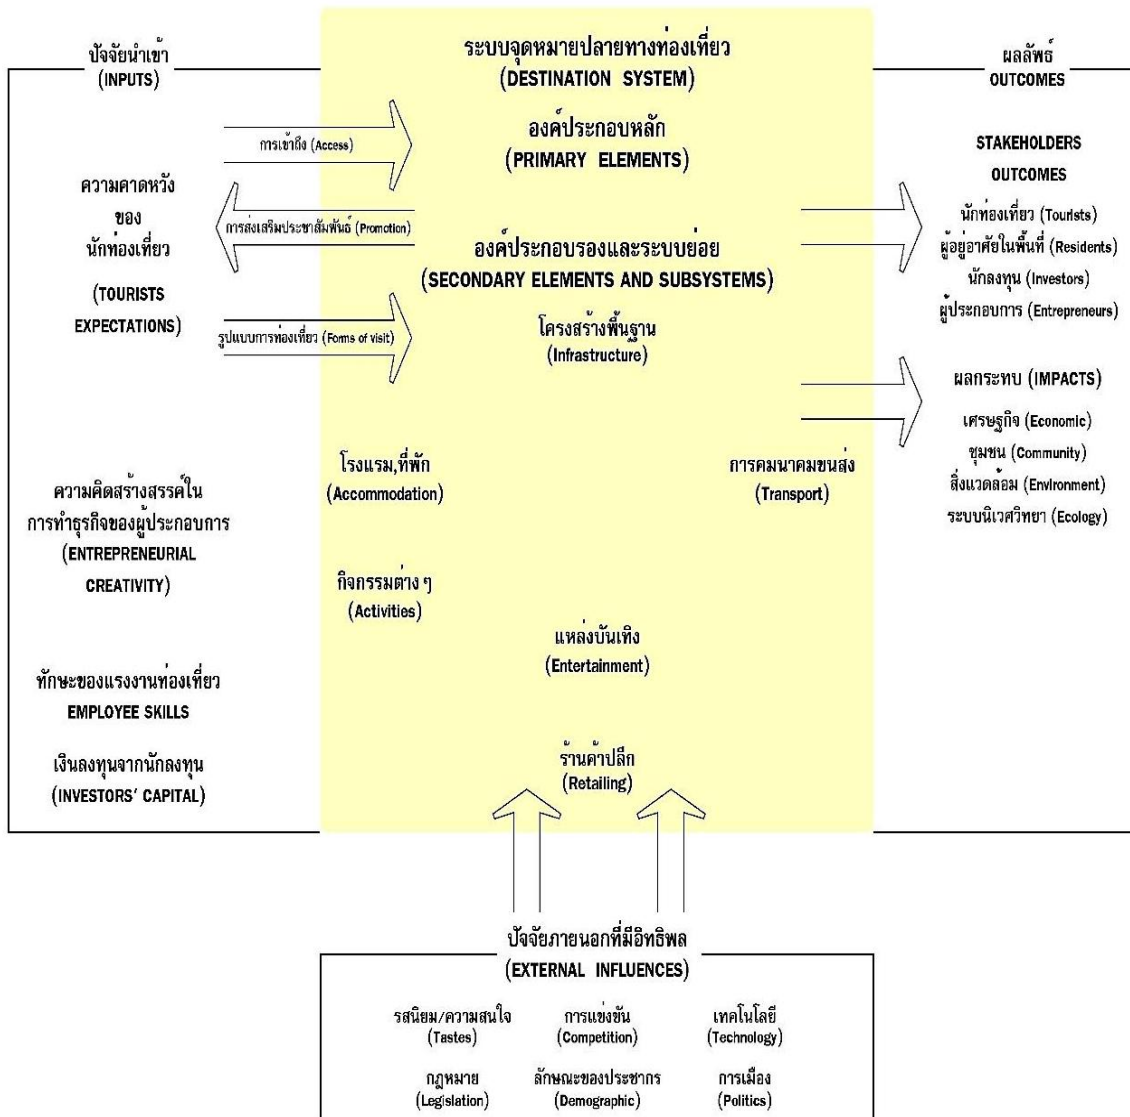 ปัจจัยนำเข้า
(INPUTS)
การเข้าถึง (Access)
ความคาดหวัง
ของ
นักท่องเที่ยว
(TOURISTS
EXPECTATIONS)
การส่งเสริมประชาสัมพันธ์ (Promotion)
รูปแบบการท่องเที่ยว (Forms of visit)
ความคิดสร้างสรรค์ใน
การทำธุรกิจของผู้ประกอบการ
(ENTREPRENEURIAL
CREATIVITY)
ทักษะของแรงงานท่องเที่ยว
EMPLOYEE SKILLS
เงินลงทุนจากนักลงทุน
(INVESTORS' CAPITAL)
ระบบจุดหมายปลายทางท่องเที่ยว
(DESTINATION SYSTEM)
องค์ประกอบหลัก
(PRIMARY ELEMENTS)
องค์ประกอบรองและระบบย่อย
(SECONDARY ELEMENTS AND SUBSYSTEMS)
โครงสร้างพื้นฐาน
(Infrastructure)
โรงแรม,ที่พัก
(Accommodation)
การคมนาคมขนส่ง
(Transport)
กิจกรรมต่าง ๆ
(Activities)
แหล่งบันเทิง
(Entertainment)
ร้านค้าปลึก
(Retailing)
ผลลัพธ์
OUTCOMES
STAKEHOLDERS
OUTCOMES
นักท่องเที่ยว (Tourists)
ผู้อยู่อาศัยในพื้นที่ (Residents)
นักลงทุน (Investors)
ผู้ประกอบการ (Entrepreneurs)
ผลกระทบ (IMPACTS)
เศรษฐกิจ (Economic)
ชุมชน (Community)
สิ่งแวดล้อม (Environment)
ระบบนิเวศวิทยา (Ecology)
ปัจจัยภายนอกที่มีอิทธิพล
(EXTERNAL INFLUENCES)
รสนิยม/ความสนใจ
(Tastes)
การแข่งขัน
(Competition)
เทคโนโลยี
(Technology)
กฎหมาย
(Legislation)
ลักษณะของประชากร
(Demographic)
การเมือง
(Politics)